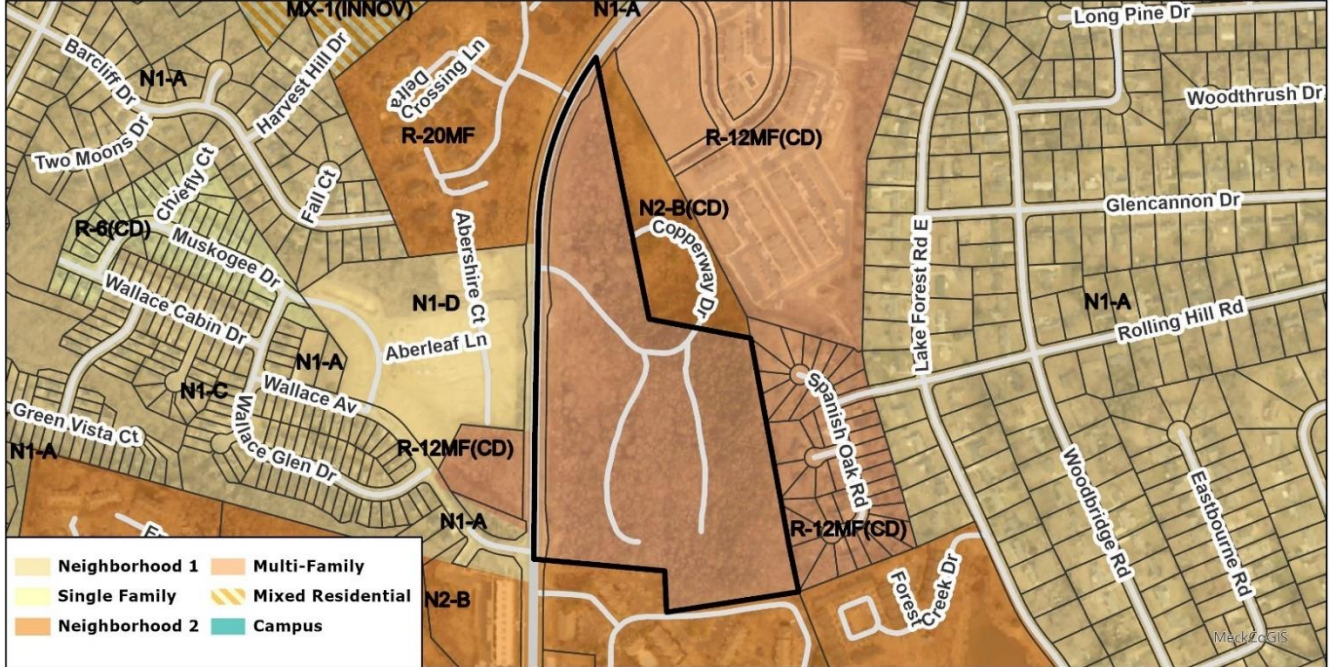 MX-1(INNOV)
N1-A
Long Pine Dr
Barcliff Dr
N1-A
Harvest Hill Dr
Delta
Crossing Ln
Woodthrush Dr
Two Moons Dr
R-20MF
R-12MF(CD)
Chiefly Ct
Fall Ct
N2-B(CD)
Glencannon Dr
R-6(CD)
Muskogee Dr
Abershire Ct
Copperway Dr
Lake Forest Rd E
Wallace Cabin Dr
N1-D
N1-A
Rolling Hill Rd
N1-A
Aberleaf Ln
N1-C
Wallace Av
Spanish Oak Rd
Green Vista Ct
N1-A
Wallace Glen Dr
R-12MF(CD)
Woodbridge Rd
Eastbourne Rd
N1-A
R-12MF(CD)
Neighborhood 1
Multi-Family
Single Family
Mixed Residential
Neighborhood 2
Campus
N2-B
Forest
Creek Dr
MeckCoGIS